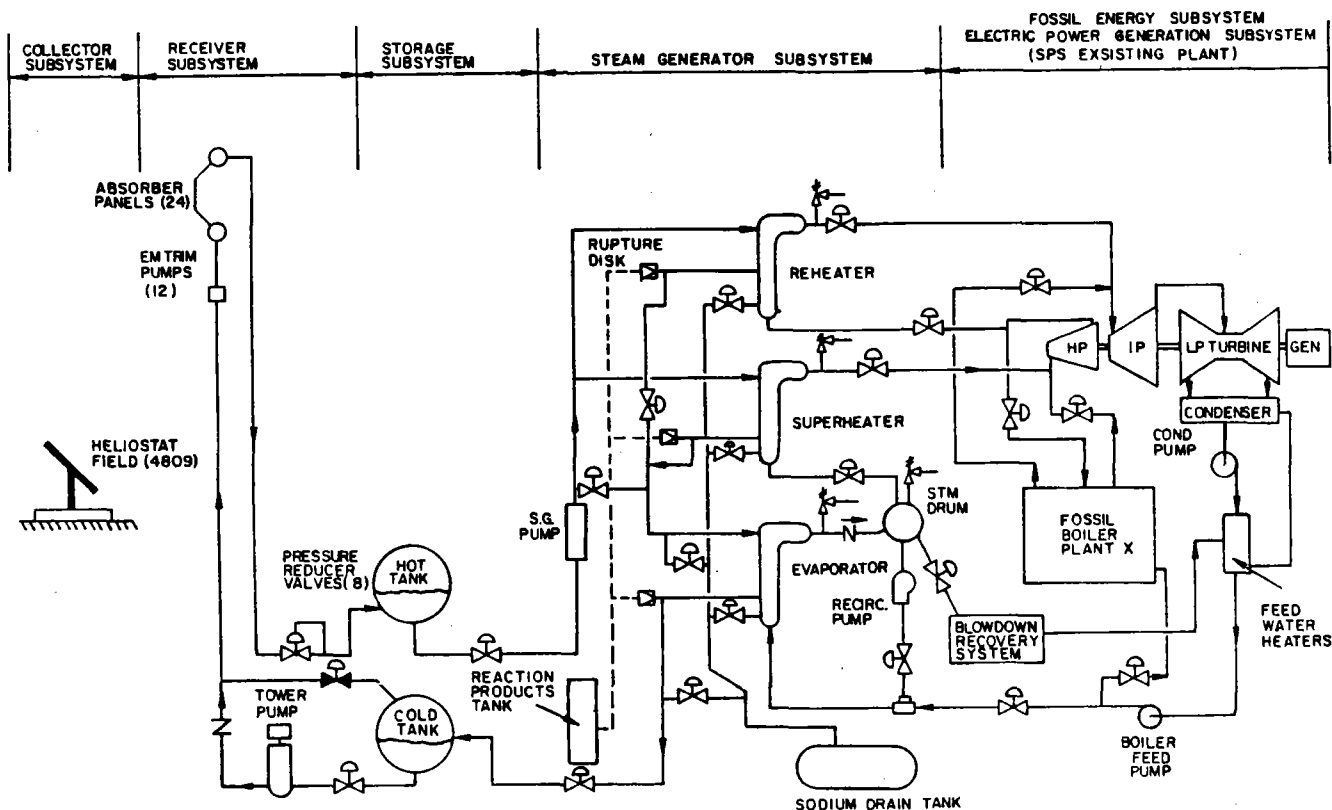 COLLECTOR
SUBSYSTEM
RECEIVER
SUBSYSTEM
STORAGE
SUBSYSTEM
STEAM GENERATOR SUBSYSTEM
FOSSIL ENERGY SUBSYSTEM
ELECTRIC POWER GENERATION SUBSYSTEM
(SPS EXSISTING PLANT)
ABSORBER
PANELS (24)
EM TRIM
PUMPS
(12)
HELIOSTAT
FIELD (4809)
PRESSURE
REDUCER
VALVES(8)
HOT
TANK
TOWER
PUMP
COLD
TANK
S.G.
PUMP
REACTION
PRODUCTS
TANK
RUPTURE
DISK
REHEATER
SUPERHEATER
EVAPORATOR
STM
DRUM
RECIRC.
PUMP
BLOWDOWN
RECOVERY
SYSTEM
SODIUM DRAIN TANK
HP
IP
LP TURBINE
GEN
CONDENSER
COND
PUMP
FOSSIL
BOILER
PLANT X
FEED
WATER
HEATERS
BOILER
FEED
PUMP